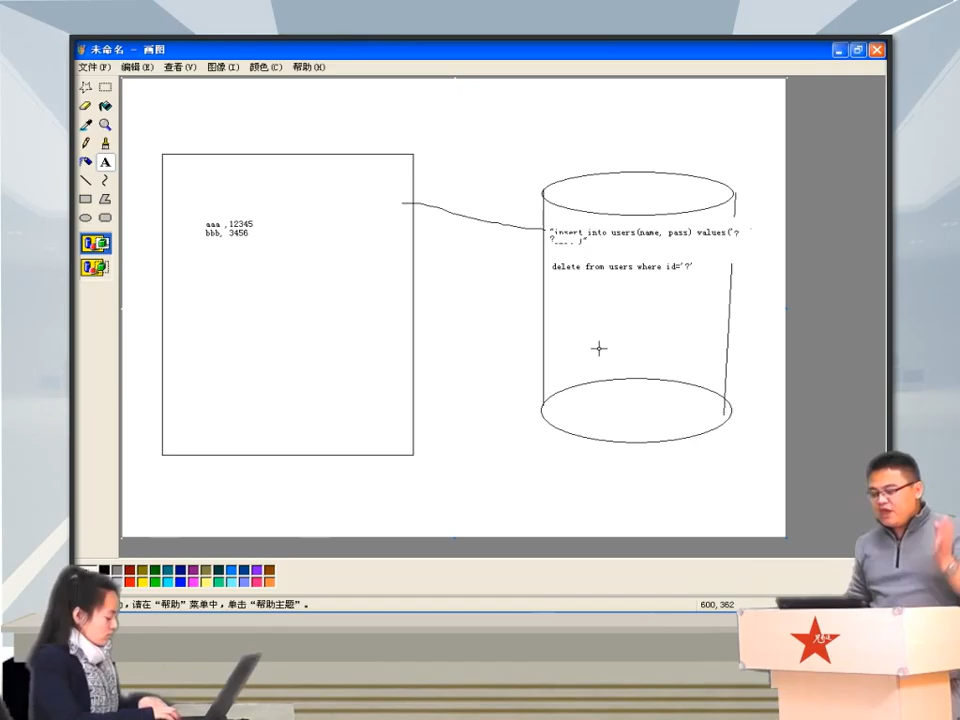 未命名 - 画图
文件(F) 编辑(E) 查看(V) 图像(I) 颜色(C) 帮助(H)
A
aaa ,12345
bbb, 3456
"insert into users(name, pass) values('?
?
)"
delete from users where id='?'
，请在“帮助”菜单中，单击“帮助主题”。
600,362